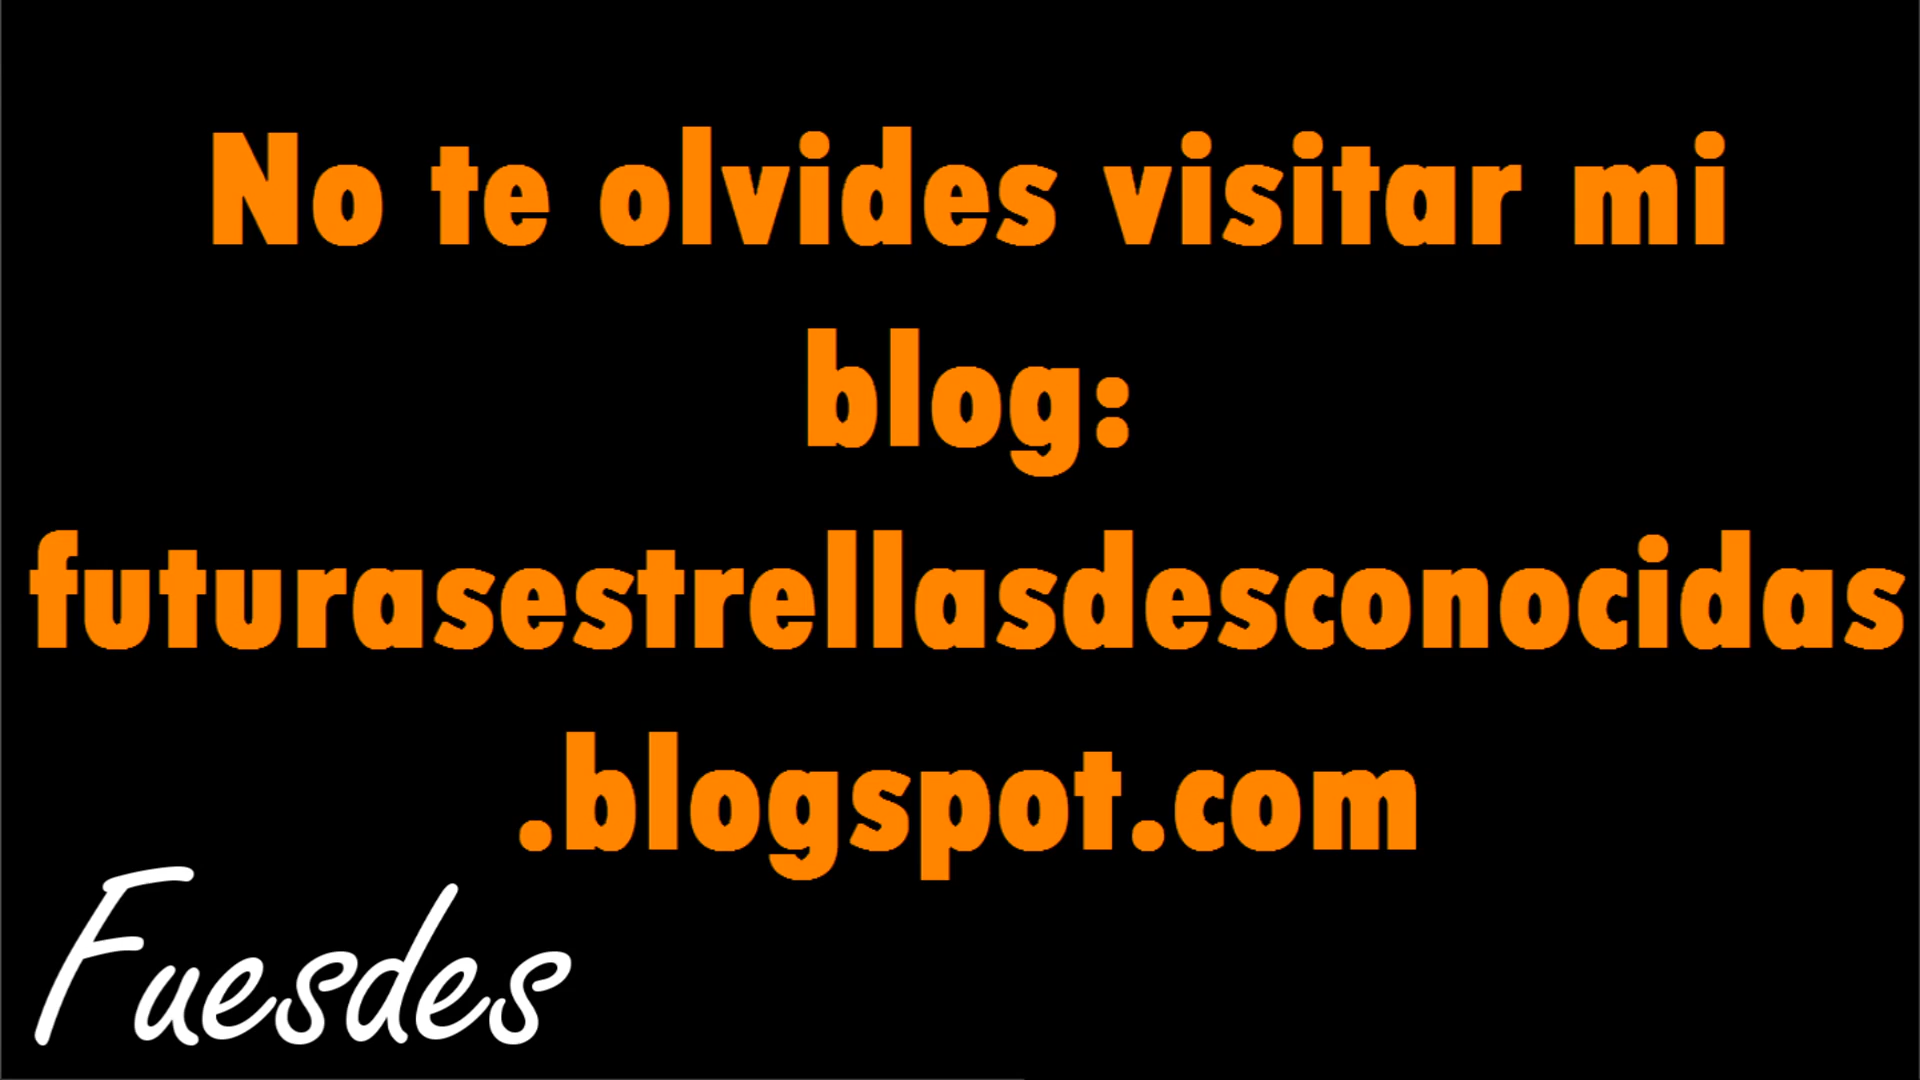 No te olvides visitar mi
blog:
futurasestrellasdesconocidas
.blogspot.com
Fuesdes